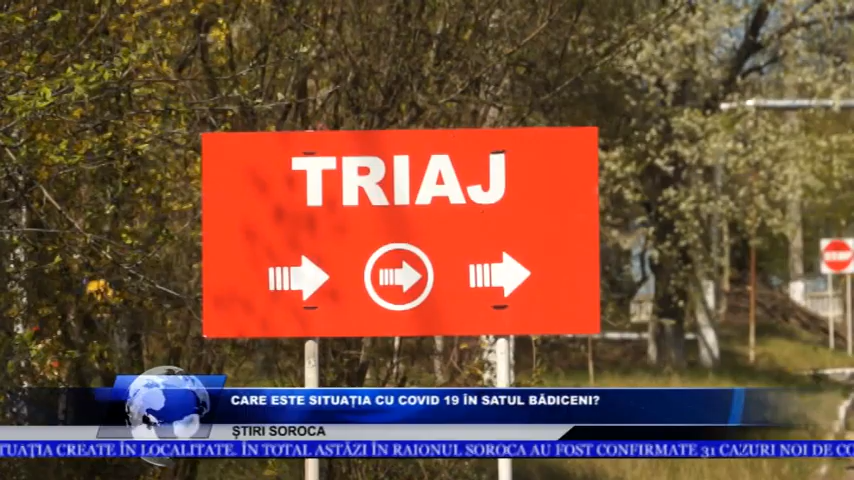 TRIAJ
CARE ESTE SITUAȚIA CU COVID 19 ÎN SATUL BĂDICENI?
ȘTIRI SOROCA
CREATE ÎN LOCALITATE. ÎN TOTAL ASTĂZI ÎN RAIONUL SOROCA AU FOST CONFIRMATE 31 CAZURI NOI DE